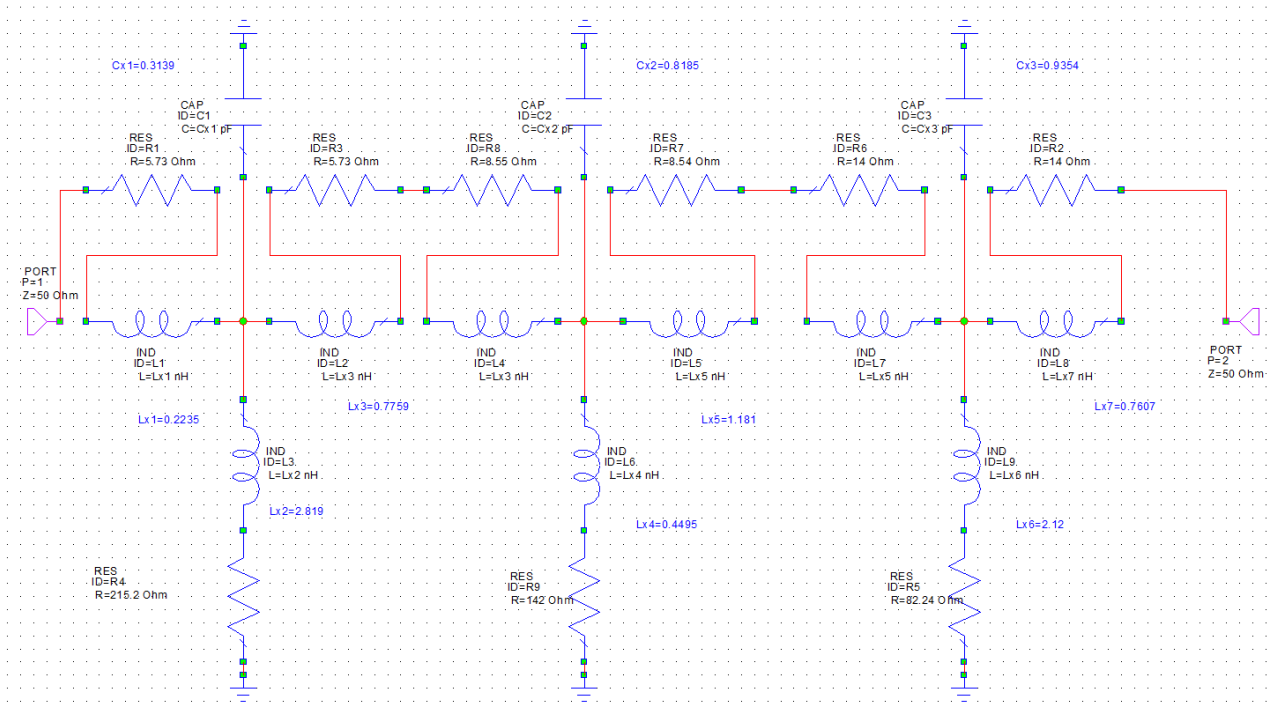 Cx1=0.3139
Cx2=0.8185
Cx3=0.9354
CAP
ID=C1
C=Cx1 pF
CAP
ID=C2
C=Cx2 pF
CAP
ID=C3
C=Cx3 pF
RES
ID=R1
R=5.73 Ohm
RES
ID=R3
R=5.73 Ohm
RES
ID=R8
R=8.55 Ohm
RES
ID=R7
R=8.54 Ohm
RES
ID=R6
R=14 Ohm
RES
ID=R2
R=14 Ohm
PORT
P=1
Z=50 Ohm
IND
ID=L1
L=Lx1 nH
IND
ID=L2
L=Lx3 nH
IND
ID=L4
L=Lx3 nH
IND
ID=L5
L=Lx5 nH
IND
ID=L7
L=Lx5 nH
IND
ID=L8
L=Lx7 nH
PORT
P=2
Z=50 Ohm
Lx1=0.2235
Lx3=0.7759
Lx5=1.181
Lx7=0.7607
IND
ID=L3
L=Lx2 nH
IND
ID=L6
L=Lx4 nH
IND
ID=L9
L=Lx6 nH
Lx2=2.819
Lx4=0.4495
Lx6=2.12
RES
ID=R4
R=215.2 Ohm
RES
ID=R9
R=142 Ohm
RES
ID=R5
R=82.24 Ohm